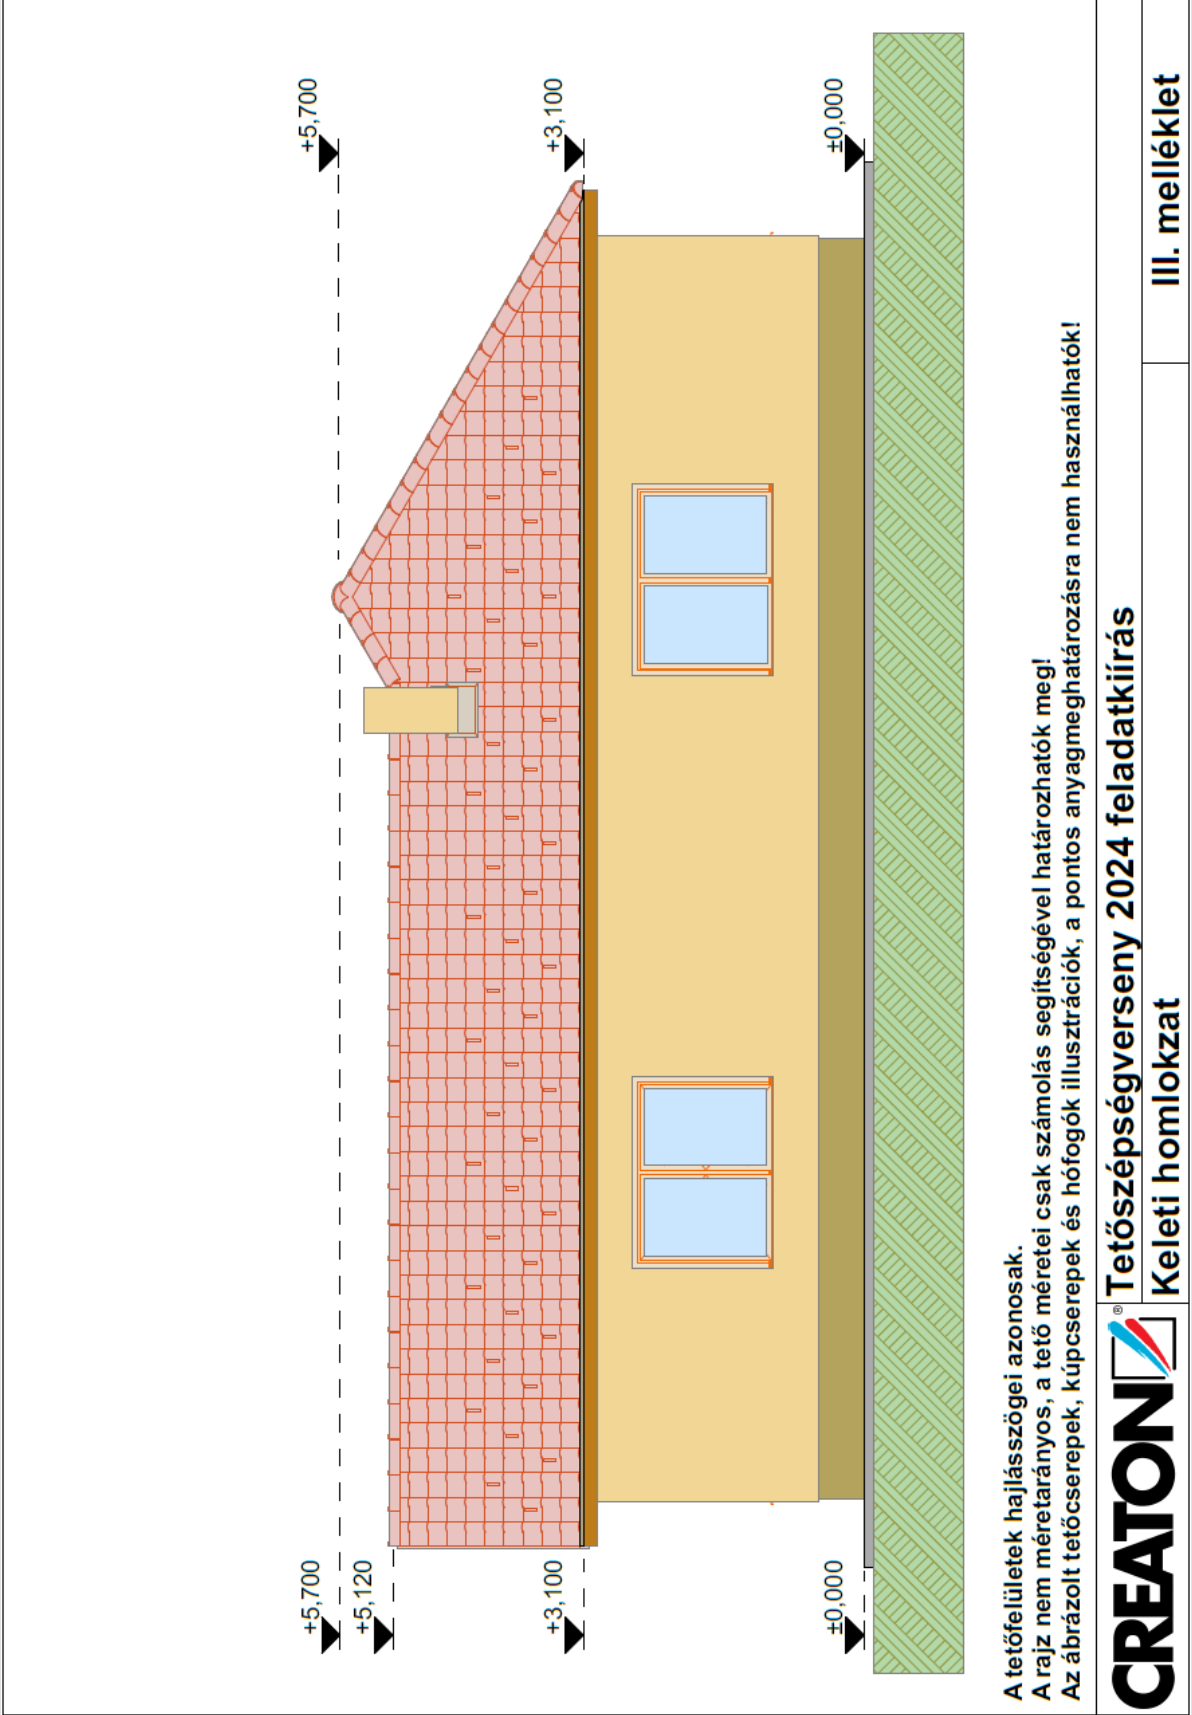 +5,700
+5,120
+3,100
±0,000
+5,700
+3,100
±0,000
A tetőfelületek hajlásszögei azonosak.
A rajz nem méretarányos, a tető méretei csak számolás segítségével határozhatók meg!
Az ábrázolt tetőcserepek, kúpcserepek és hófogók illusztrációk, a pontos anyagmeghatározásra nem használhatók!
CREATON®
Tetőszépségverseny 2024 feladatkiírás
Keleti homlokzat
III. melléklet